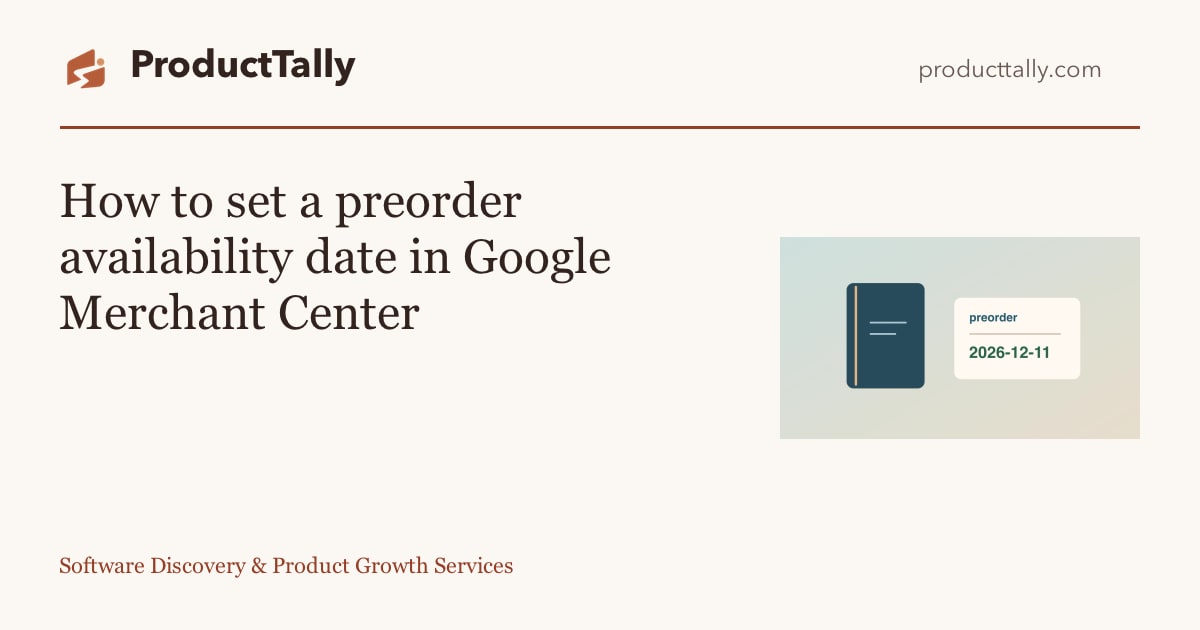 ProductTally
producttally.com
How to set a preorder
availability date in Google
Merchant Center
preorder
2026-12-11
Software Discovery & Product Growth Services